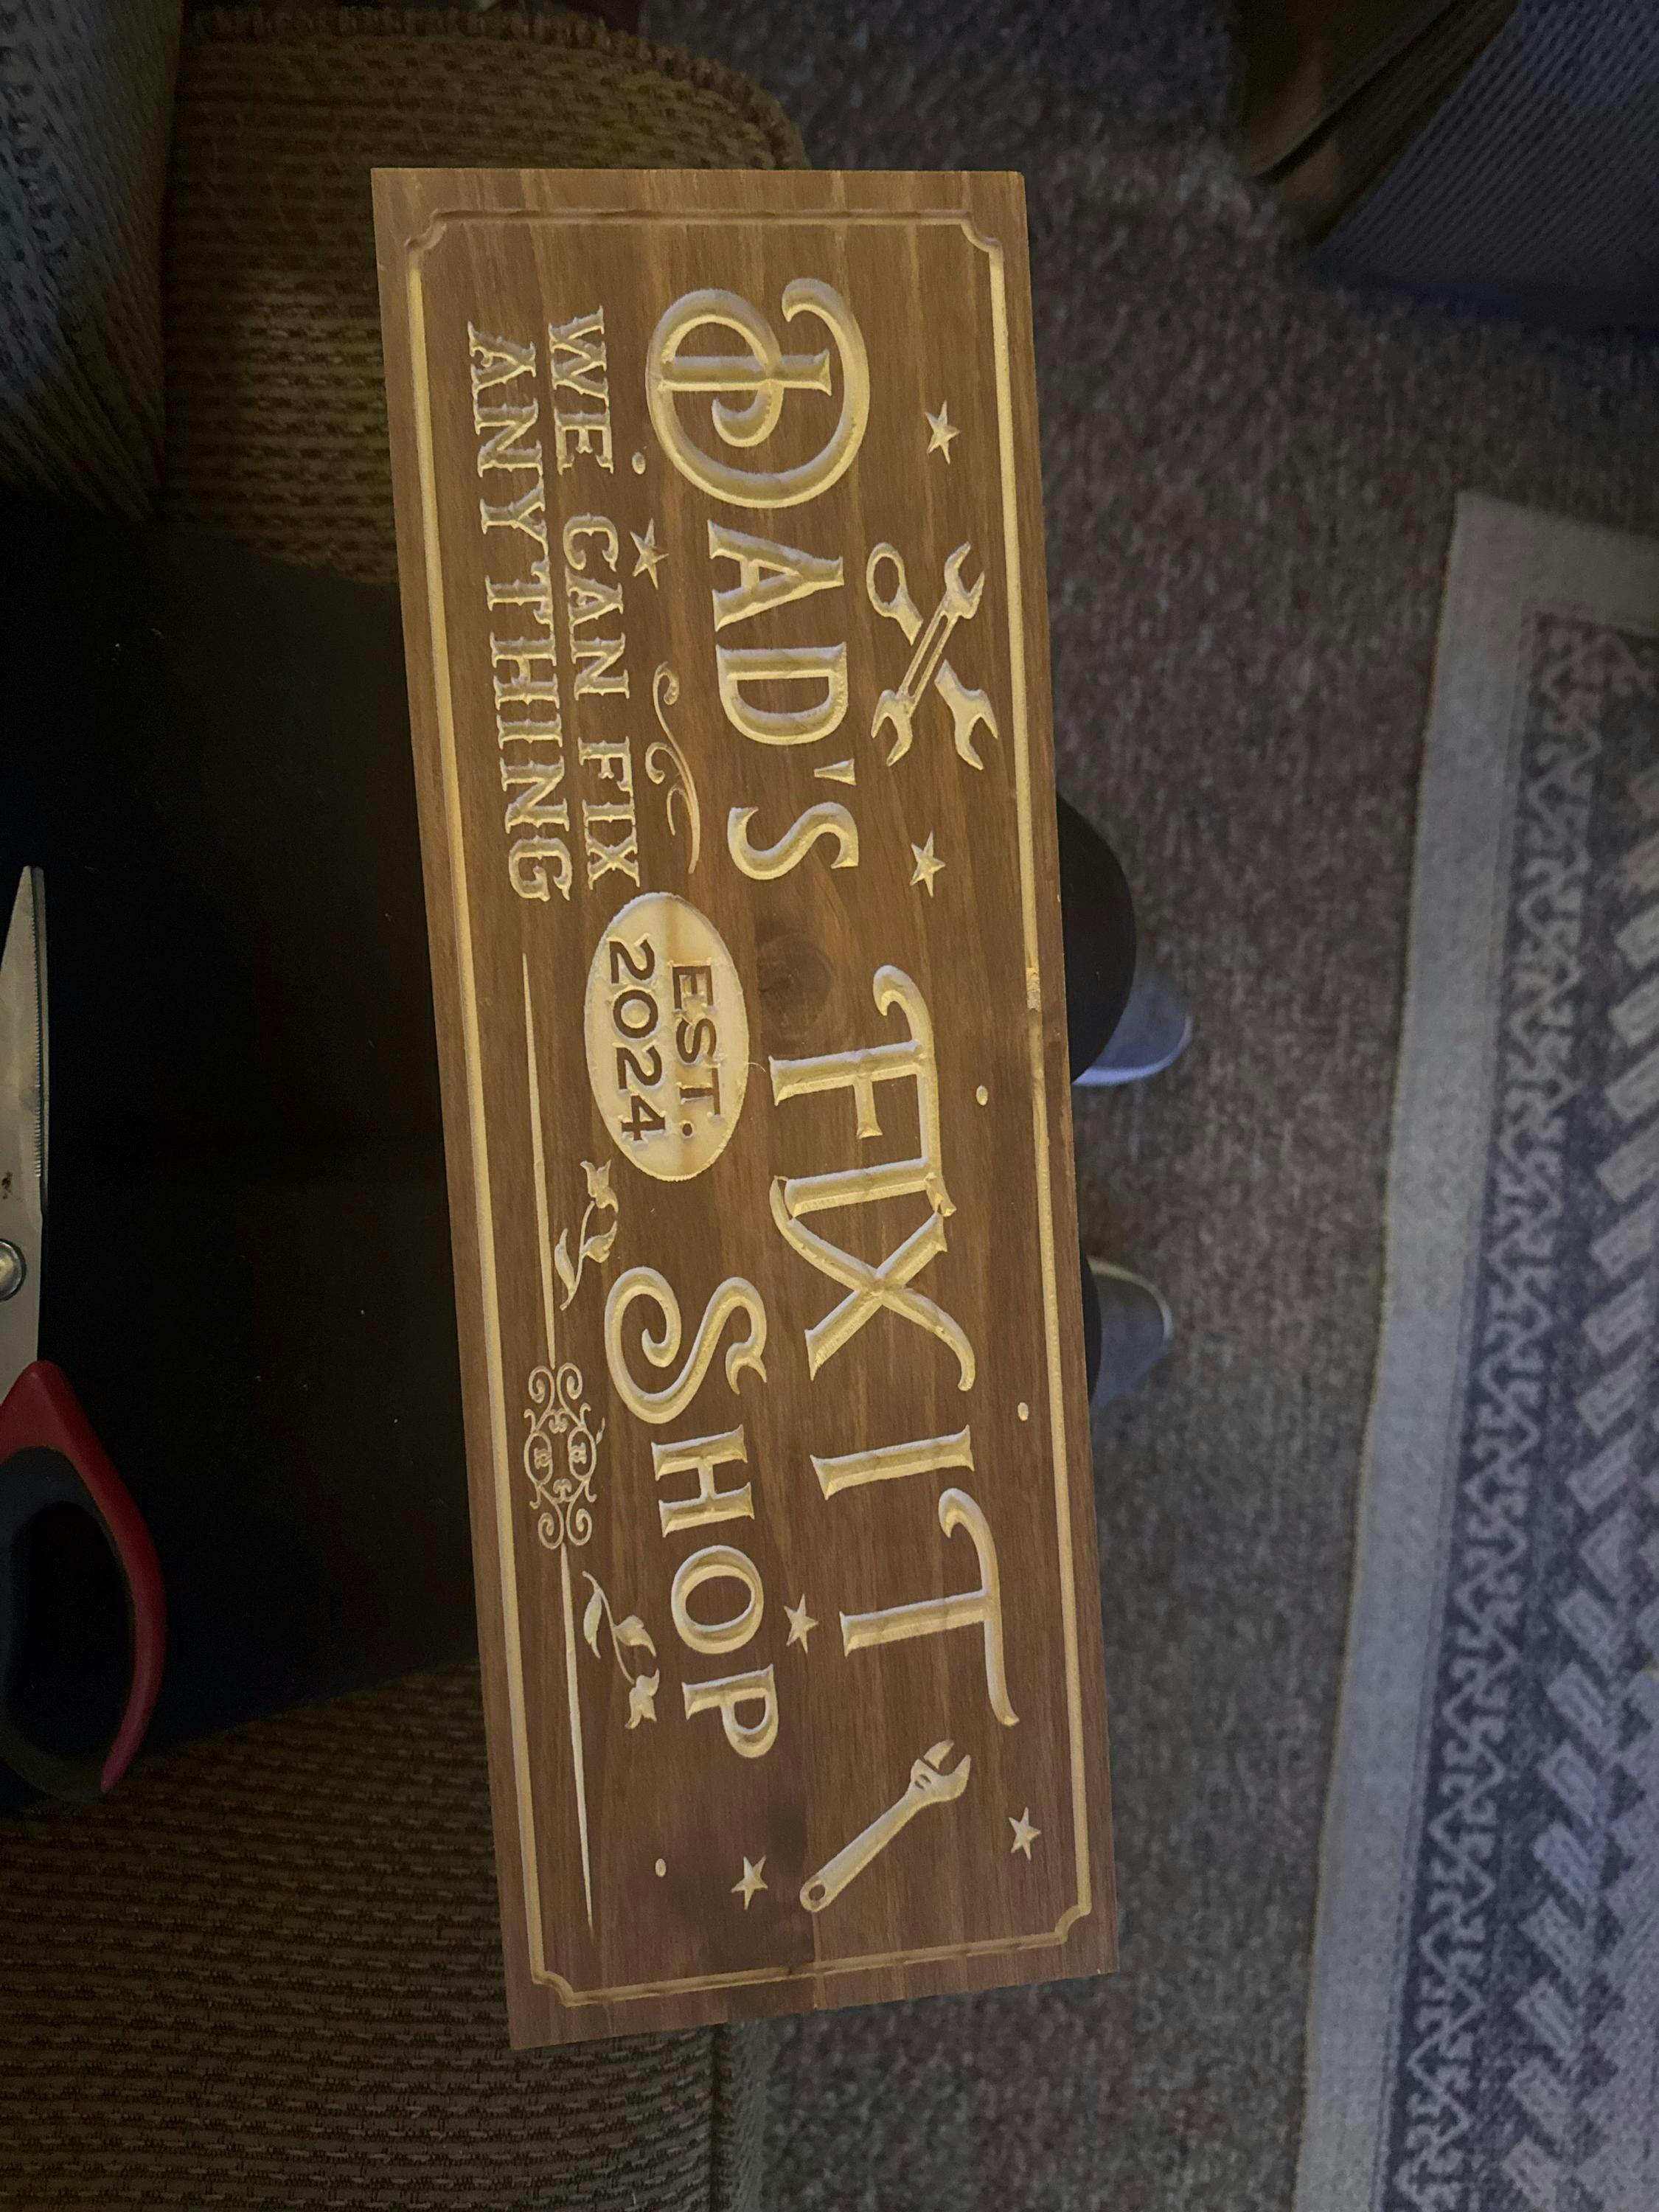 DAD'S
FIX IT
EST.
2024
SHOP
WE CAN FIX
ANYTHING